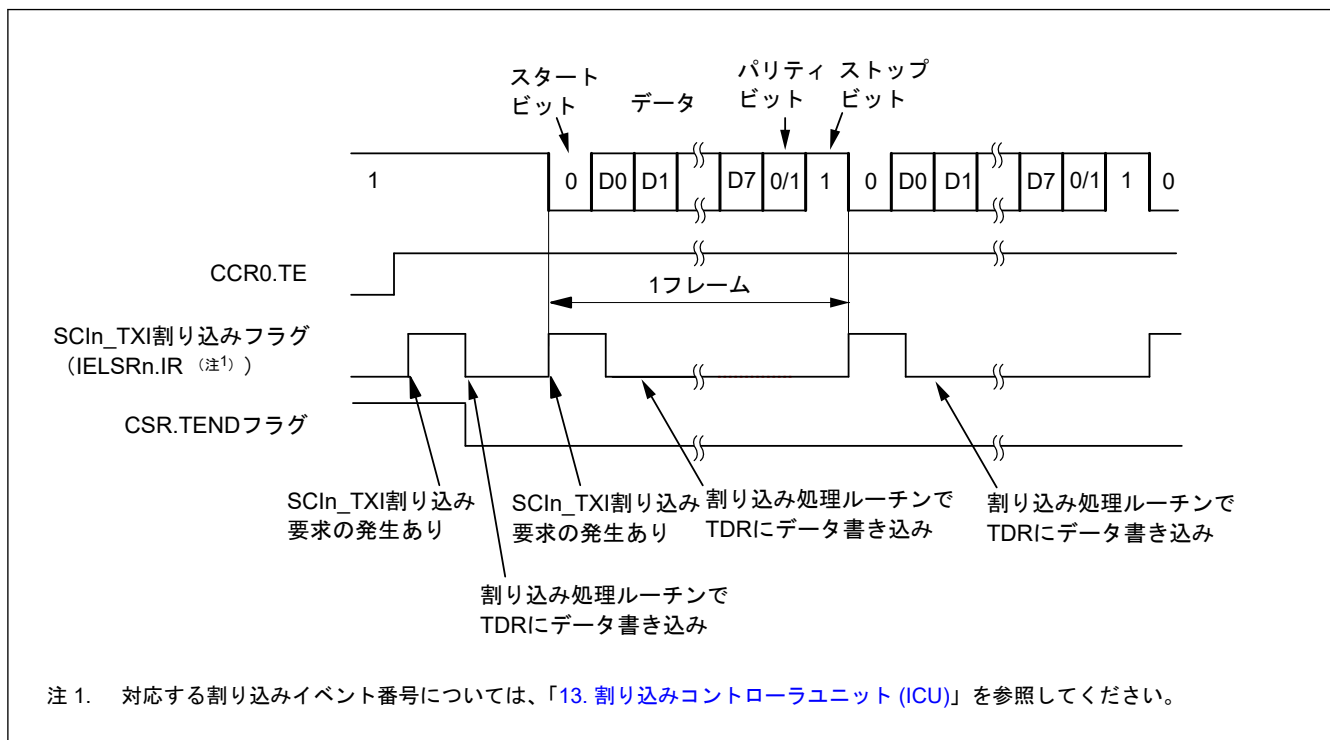 スタート
ビット
データ
パリティ
ビット
ストップ
ビット
1
0 D0 D1 D7 0/1 1 0 D0 D1 D7 0/1 1 0
CCR0.TE
1フレーム
SCIn_TXI割り込みフラグ
（IELSRn.IR （注1））
CSR.TENDフラグ
SCIn_TXI割り込み
要求の発生あり
SCIn_TXI割り込み
要求の発生あり
割り込み処理ルーチンで
TDRにデータ書き込み
割り込み処理ルーチンで
TDRにデータ書き込み
割り込み処理ルーチンで
TDRにデータ書き込み
注 1. 対応する割り込みイベント番号については、「13. 割り込みコントローラユニット (ICU)」を参照してください。